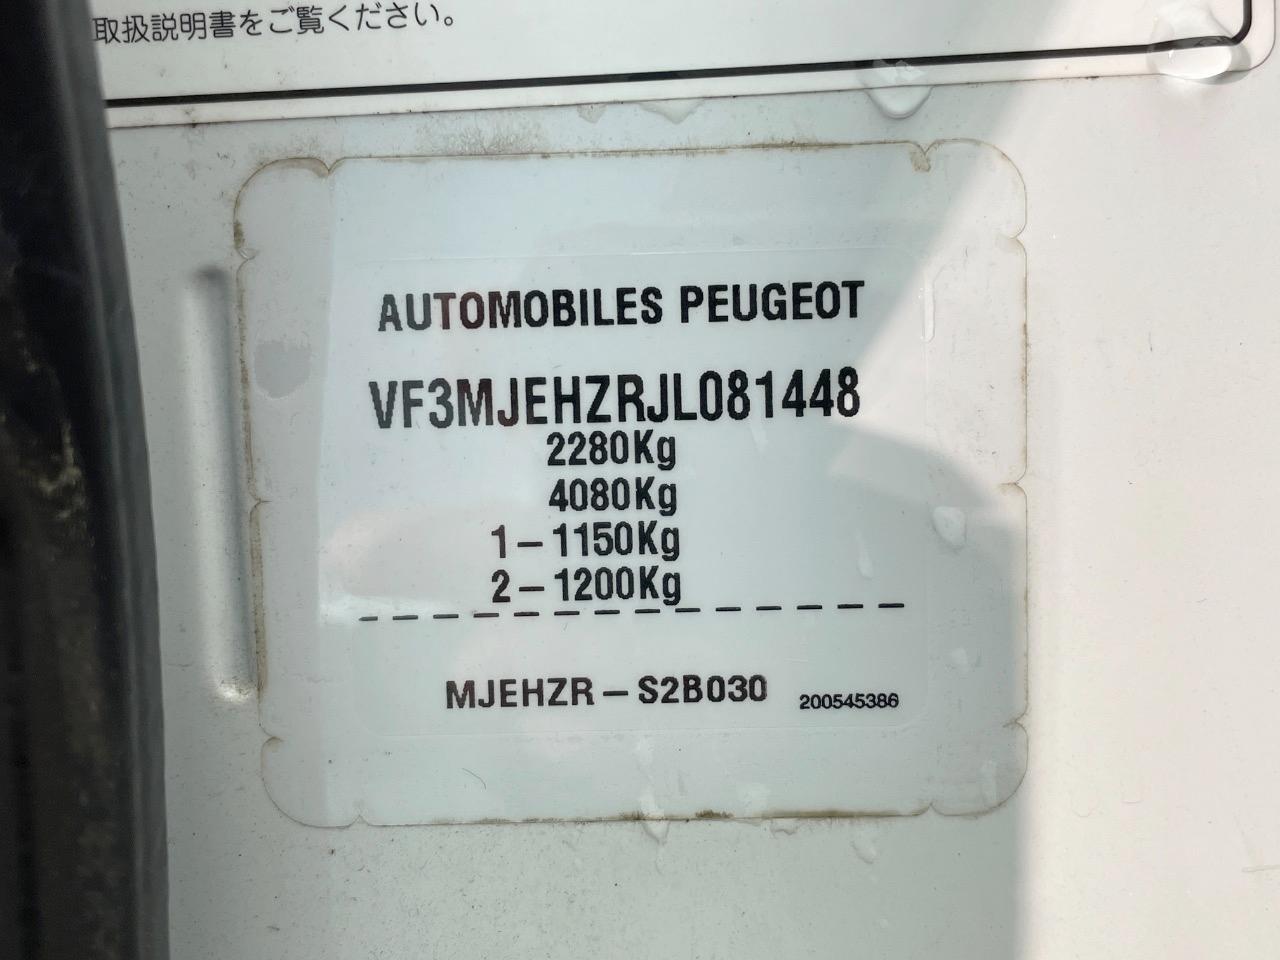 取扱説明書をご覧ください。
AUTOMOBILES PEUGEOT
VF3MJEHZRJL081448
2280Kg
4080Kg
1-1150Kg
2-1200Kg
MJEHZR-S2B030 200545386